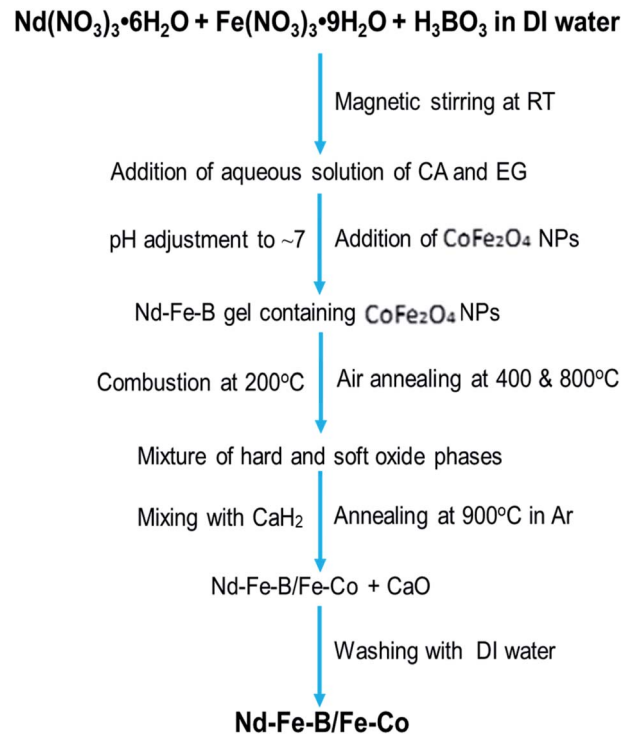 Nd(NO₃)₃•6H₂O + Fe(NO₃)₃•9H₂O + H₃BO₃ in DI water
Magnetic stirring at RT
Addition of aqueous solution of CA and EG
pH adjustment to ~7 Addition of CoFe₂O₄ NPs
Nd-Fe-B gel containing CoFe₂O₄ NPs
Combustion at 200ºC Air annealing at 400 & 800ºC
Mixture of hard and soft oxide phases
Mixing with CaH₂ Annealing at 900ºC in Ar
Nd-Fe-B/Fe-Co + CaO
Washing with DI water
Nd-Fe-B/Fe-Co